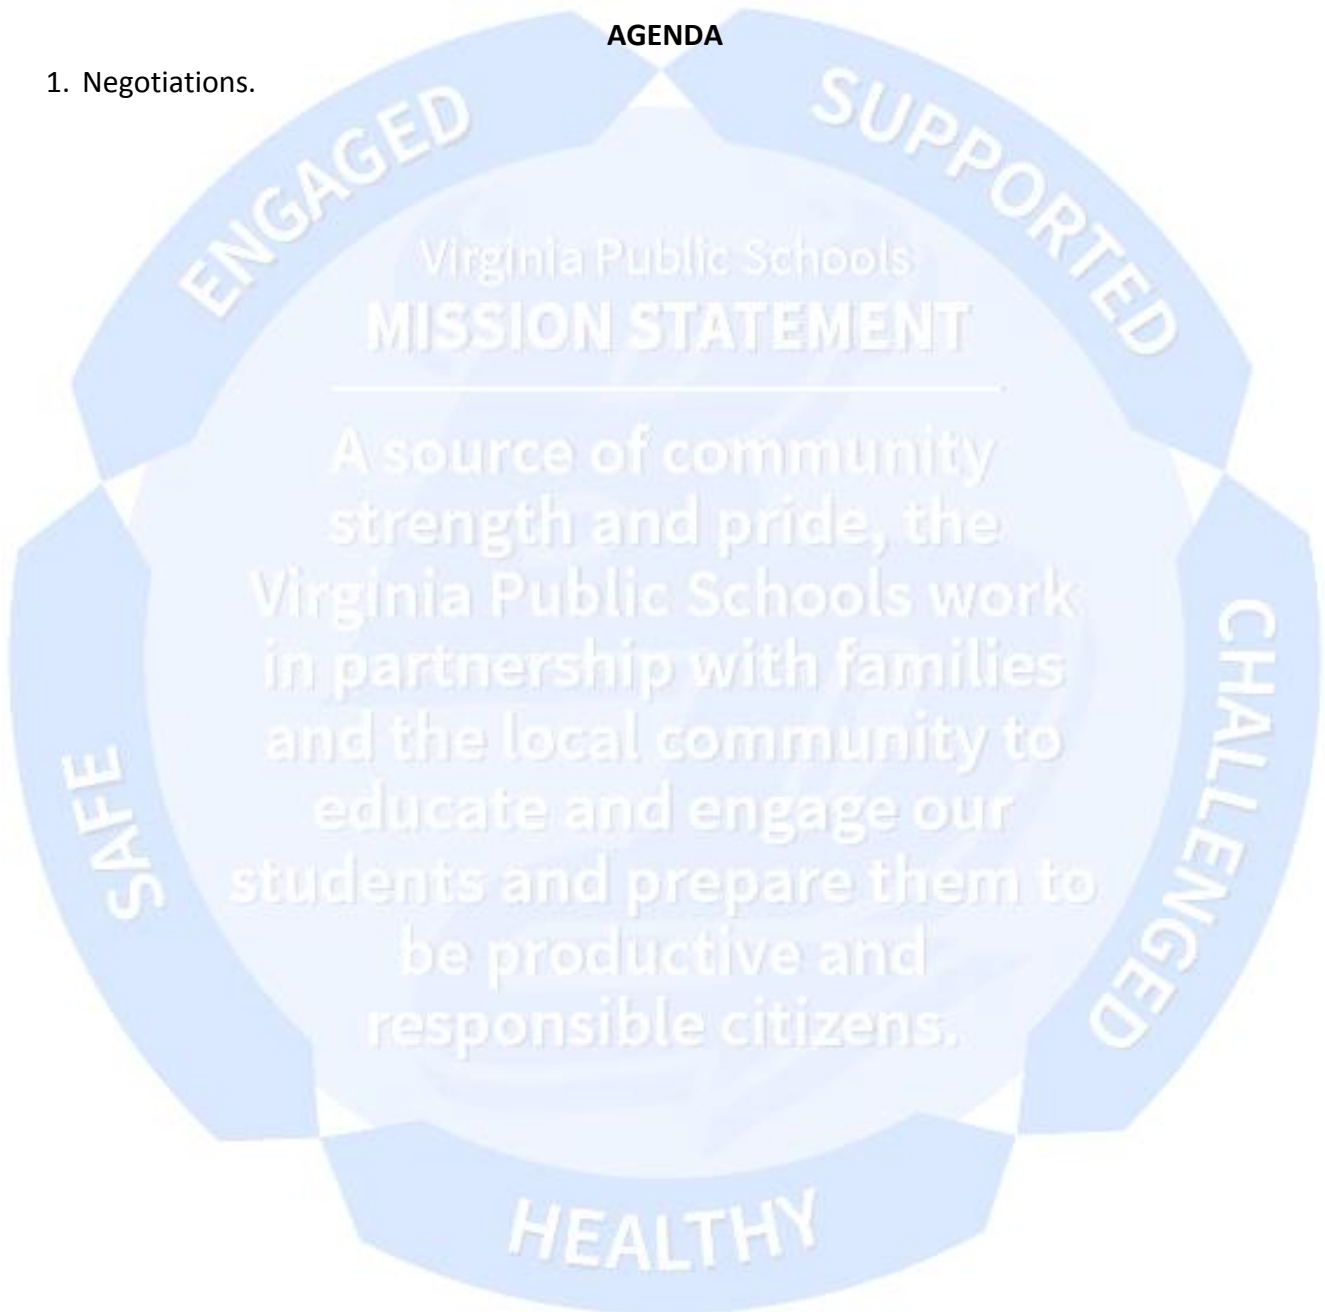 AGENDA
1. Negotiations.
ENGAGED
SUPPORTED
Virginia Public Schools
MISSION STATEMENT
A source of community
strength and pride, the
Virginia Public Schools work
in partnership with families
and the local community to
educate and engage our
students and prepare them to
be productive and
responsible citizens.
SAFE
CHALLENGED
HEALTHY